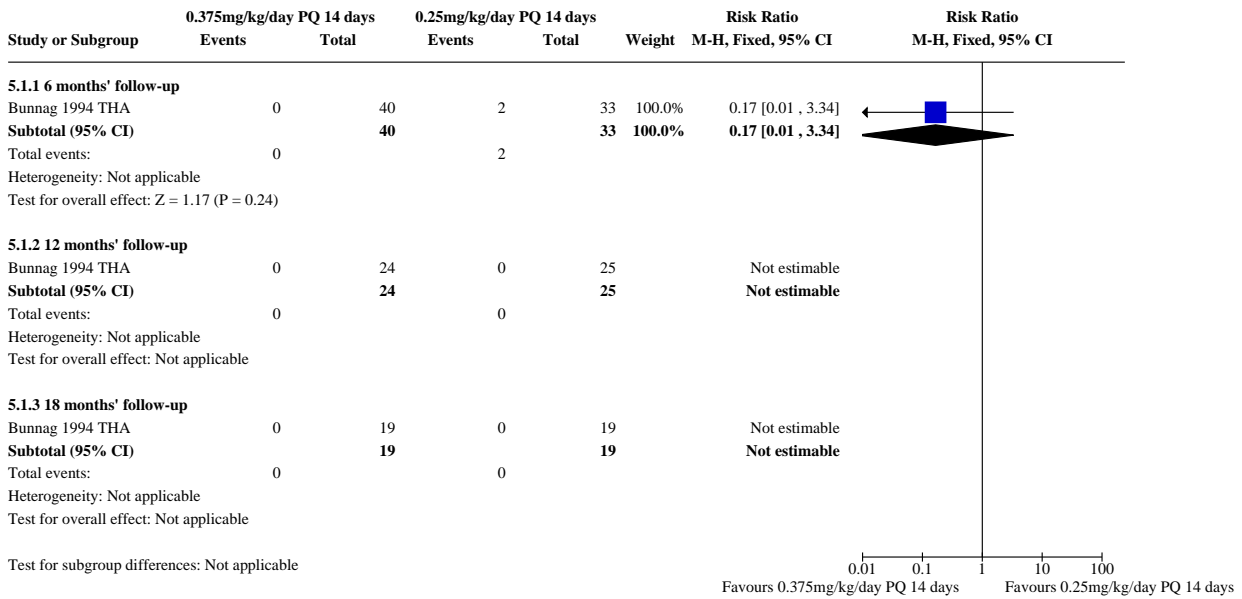 0.375mg/kg/day PQ 14 days 0.25mg/kg/day PQ 14 days Risk Ratio Risk Ratio
Study or Subgroup Events Total Events Total Weight M-H, Fixed, 95% CI M-H, Fixed, 95% CI
5.1.1 6 months' follow-up
Bunnag 1994 THA 0 40 2 33 100.0% 0.17 [0.01 , 3.34]
Subtotal (95% CI) 40 33 100.0% 0.17 [0.01 , 3.34]
Total events: 0 2
Heterogeneity: Not applicable
Test for overall effect: Z = 1.17 (P = 0.24)
5.1.2 12 months' follow-up
Bunnag 1994 THA 0 24 0 25 Not estimable
Subtotal (95% CI) 24 25 Not estimable
Total events: 0 0
Heterogeneity: Not applicable
Test for overall effect: Not applicable
5.1.3 18 months' follow-up
Bunnag 1994 THA 0 19 0 19 Not estimable
Subtotal (95% CI) 19 19 Not estimable
Total events: 0 0
Heterogeneity: Not applicable
Test for overall effect: Not applicable
Test for subgroup differences: Not applicable
0.01 0.1 1 10 100
Favours 0.375mg/kg/day PQ 14 days Favours 0.25mg/kg/day PQ 14 days